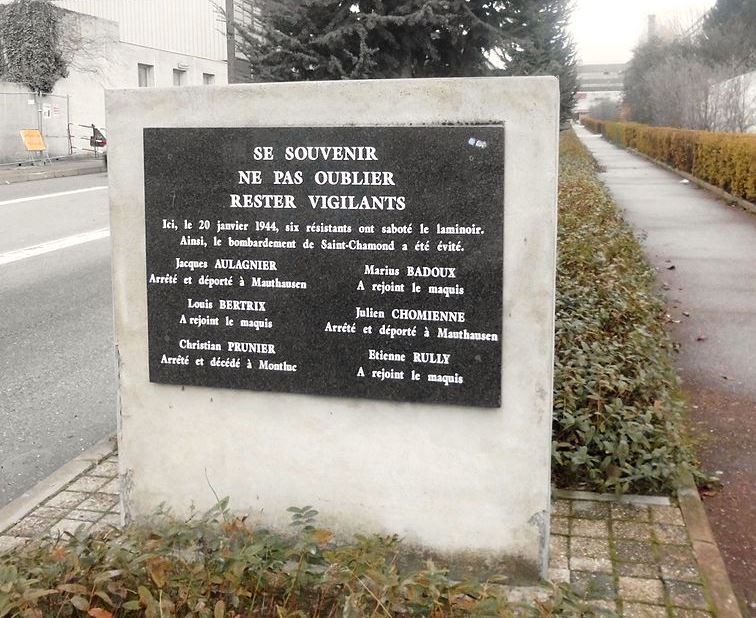 SE SOUVENIR
NE PAS OUBLIER
RESTER VIGILANTS
Ici, le 20 janvier 1944, six résistants ont saboté le laminoir.
Ainsi, le bombardement de Saint-Chamond a été évité.
Jacques AULAGNIER
Arrêté et déporté à Mauthausen
Louis BERTRIX
A rejoint le maquis
Christian PRUNIER
Arrêté et décédé à Montluc
Marius BADOUX
A rejoint le maquis
Julien CHOMIENNE
Arrêté et déporté à Mauthausen
Etienne RULLY
A rejoint le maquis